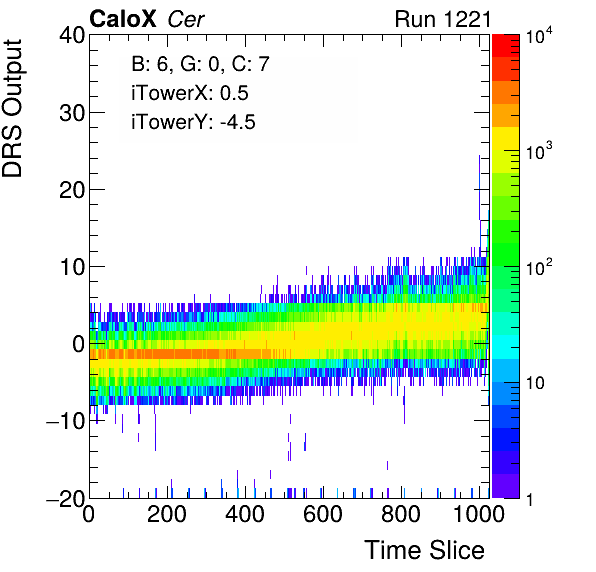 CaloX Cer Run 1221
DRS Output
B: 6, G: 0, C: 7
iTowerX: 0.5
iTowerY: -4.5
40
30
20
10
0
−10
−20
0 200 400 600 800 1000
Time Slice
10^4
10^3
10^2
10
1